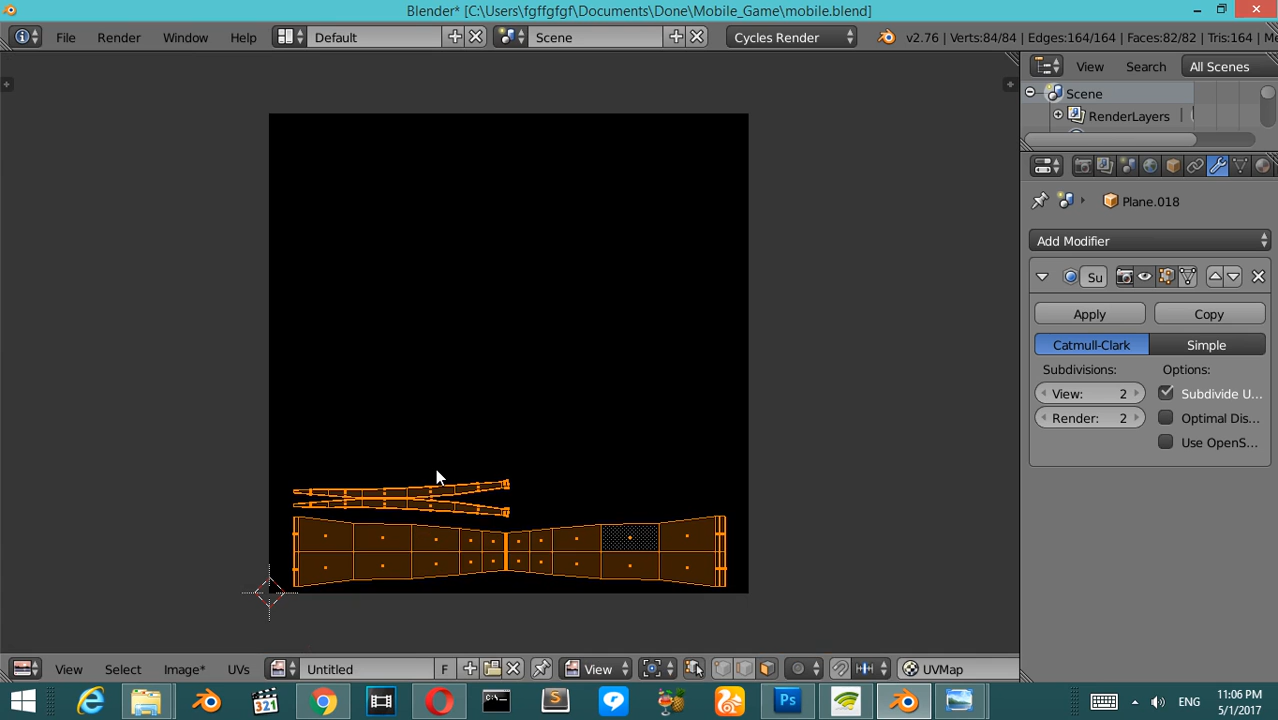 Blender* [C:\Users\fgffgfgf\Documents\Done\Mobile_Game\mobile.blend]
File Render Window Help Default Scene Cycles Render v2.76 | Verts:84/84 | Edges:164/164 | Faces:82/82 | Tris:164 | Me
View Search All Scenes
Scene
RenderLayers
Plane.018
Add Modifier
Su
Apply Copy
Catmull-Clark Simple
Subdivisions: Options:
View: 2 Subdivide U...
Render: 2 Optimal Dis...
Use OpenS...
View Select Image* UVs Untitled F View UVMap
321 Ps ENG
11:06 PM
5/1/2017